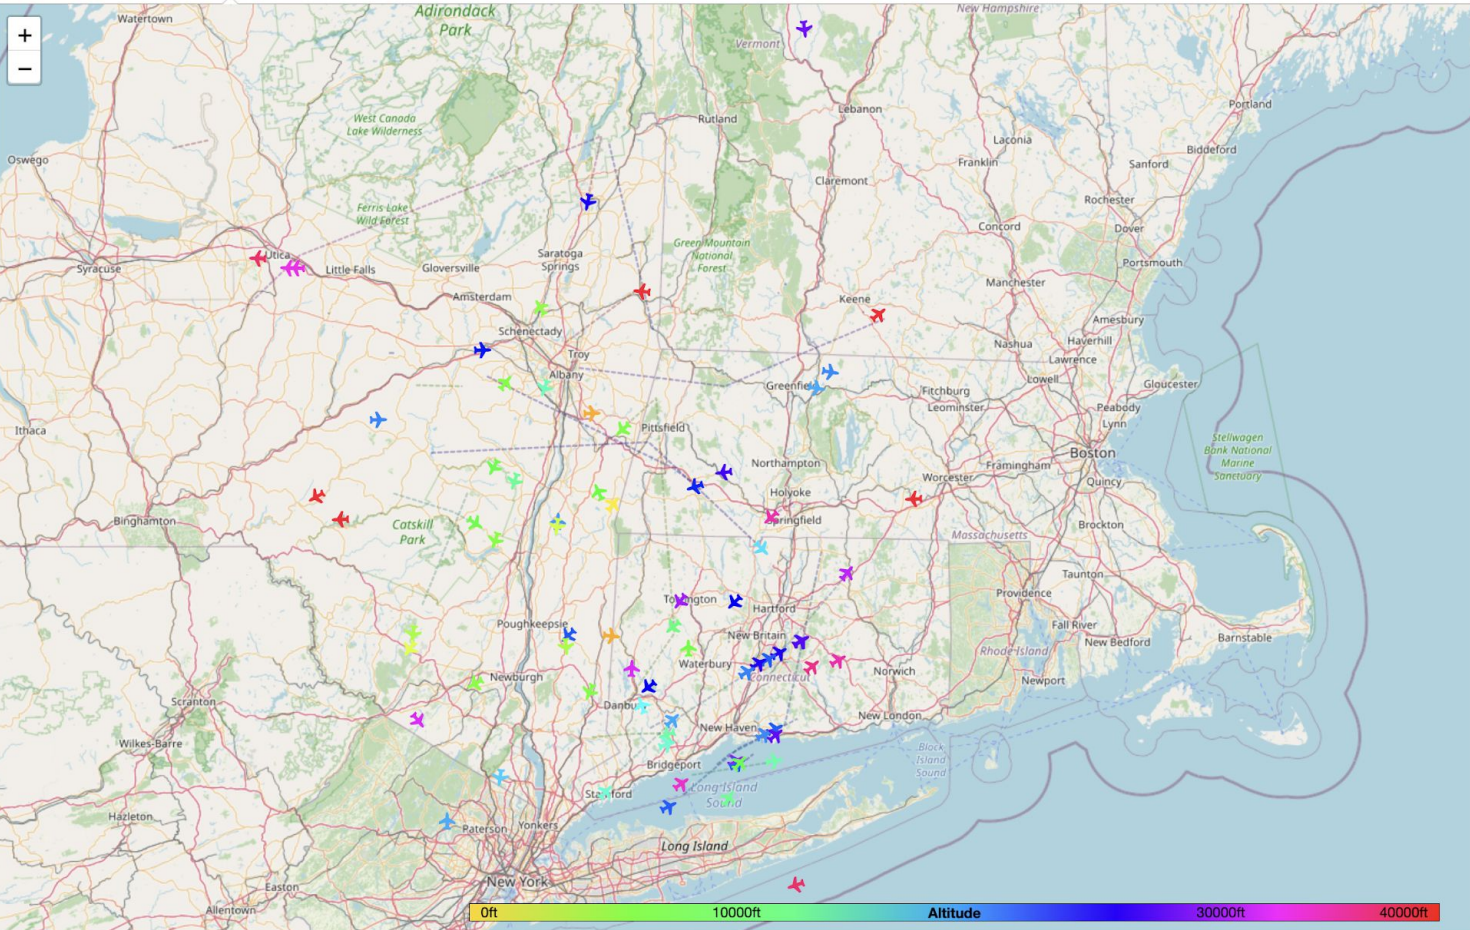 Watertown
Adirondack
Park
New Hampshire
+
−
Vermont
Portland
Lebanon
West Canada
Lake Wilderness
Rutland
Laconia
Biddeford
Oswego
Franklin
Sanford
Claremont
Ferris Lake
Wild Forest
Rochester
Concord
Dover
Green Mountain
National
Forest
Utica
Saratoga
Springs
Syracuse
Little Falls
Gloversville
Portsmouth
Manchester
Amsterdam
Keene
Amesbury
Schenectady
Nashua
Haverhill
Troy
Lawrence
Albany
Lowell
Gloucester
Greenfie
Fitchburg
Leominster
Peabody
Lynn
Ithaca
Pittsfield
Stellwagen
Bank National
Marine
Sanctuary
Boston
Northampton
Framingham
Worcester
Quincy
Holyoke
Binghamton
Springfield
Catskill
Park
Brockton
Massachusetts
Taunton
Providence
Torrington
Hartford
Poughkeepsie
Fall River
New Britain
New Bedford
Barnstable
Rhode Island
Waterbury
Norwich
Newburgh
Connecticut
Newport
Scranton
Danbu
New London
New Haven
Wilkes-Barre
Block
Island
Sound
Bridgeport
Long Island
Sound
Stamford
Hazleton
Paterson
Yonkers
Long Island
New York
Easton
Allentown
0ft
10000ft
Altitude
30000ft
40000ft